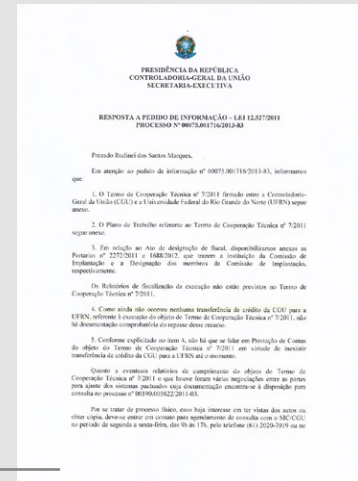 PRESIDÊNCIA DA REPÚBLICA
CONTROLADORIA-GERAL DA UNIÃO
SECRETARIA-EXECUTIVA
RESPOSTA A PEDIDO DE INFORMAÇÃO – LEI 12.527/2011
PROCESSO Nº 00075.001716/2013-83
Prezado Rudinei dos Santos Marques,
Em atenção ao pedido de informação nº 00075.001716/2013-83, informamos
que:
1. O Termo de Cooperação Técnica nº 7/2011 firmado entre a Controladoria-
Geral da União (CGU) e a Universidade Federal do Rio Grande do Norte (UFRN) segue
anexo.
2. O Plano de Trabalho referente ao Termo de Cooperação Técnica nº 7/2011
segue anexo.
3. Em relação ao Ato de designação de fiscal, disponibilizamos anexas as
Portarias nº 2272/2011 e 1688/2012, que trazem a instituição da Comissão de
Implantação e a Designação dos membros da Comissão de Implantação,
respectivamente.
Os Relatórios de fiscalização da execução não estão previstos no Termo de
Cooperação Técnica nº 7/2011.
4. Como ainda não ocorreu nenhuma transferência de crédito da CGU para a
UFRN, referente à execução do objeto do Termo de Cooperação Técnica nº 7/2011, não
há documentação comprobatória do repasse desse recurso.
5. Conforme explicitado no item 4, não há que se falar em Prestação de Contas
do objeto do Termo de Cooperação Técnica nº 7/2011 em virtude de inexistir
transferência de crédito da CGU para a UFRN até o momento.
Quanto a eventuais relatórios de cumprimento do objeto do Termo de
Cooperação Técnica nº 7/2011 o que houve foram várias negociações entre as partes
para ajuste dos sistemas pactuados cuja documentação encontra-se à disposição para
consulta no processo nº 00190.005622/2011-03.
Por se tratar de processo físico, caso haja interesse em ter vistas dos autos ou
obter cópia, deve-se entrar em contato para agendamento de consulta com o SIC/CGU
no período de segunda a sexta-feira, das 9h às 17h, pelo telefone (61) 2020-7019 ou no